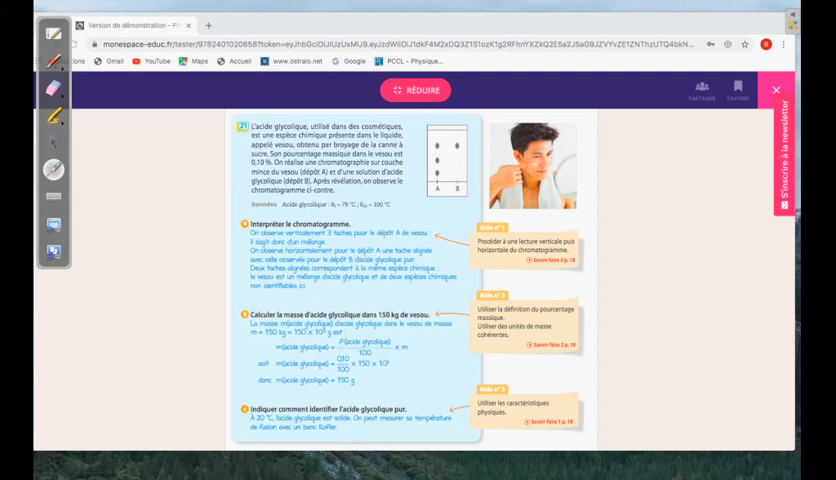 Version de démonstration – Pl
monespace-educ.fr/tester/9782401020658?token=eyJhbGciOiJIUzUxMiJ9.eyJzdWIiOiJ1dkF4M2xDQ3Z1S1ozK1g2RFhnYXZkQ2E5a2JSaG9JZVYvZE1ZNThzUTQ4bkN...
Gmail
YouTube
Maps
Accueil
www.ostralo.net
Google
PCCL - Physique...
B
RÉDUIRE
PARTAGER
FAVORIS
S'inscrire à la newsletter
21 L'acide glycolique, utilisé dans des cosmétiques,
est une espèce chimique présente dans le liquide,
appelé vesou, obtenu par broyage de la canne à
sucre. Son pourcentage massique dans le vesou est
0,10 %. On réalise une chromatographie sur couche
mince du vesou (dépôt A) et d'une solution d'acide
glycolique (dépôt B). Après révélation, on observe le
chromatogramme ci-contre.
A B
Données Acide glycolique : θf = 79 °C ; θéb = 100 °C
a Interpréter le chromatogramme.
On observe verticalement 3 taches pour le dépôt A de vesou :
il s'agit donc d'un mélange.
On observe horizontalement pour le dépôt A une tache alignée
avec celle observée pour le dépôt B d'acide glycolique pur.
Deux taches alignées correspondent à la même espèce chimique :
le vesou est un mélange d'acide glycolique et de deux espèces chimiques
non identifiables ici.
Aide n° 1
Procéder à une lecture verticale puis
horizontale du chromatogramme.
Savoir-faire 3 p. 18
b Calculer la masse d'acide glycolique dans 150 kg de vesou.
La masse m(acide glycolique) d'acide glycolique dans le vesou de masse
m = 150 kg = 150 × 10³ g est :
m(acide glycolique) = P(acide glycolique) / 100 × m
soit m(acide glycolique) = 0,10 / 100 × 150 × 10³
donc m(acide glycolique) = 150 g.
Aide n° 2
Utiliser la définition du pourcentage
massique.
Utiliser des unités de masse
cohérentes.
Savoir-faire 2 p. 18
c Indiquer comment identifier l'acide glycolique pur.
À 20 °C, l'acide glycolique est solide. On peut mesurer sa température
de fusion avec un banc Kofler.
Aide n° 3
Utiliser les caractéristiques
physiques.
Savoir-faire 1 p. 18